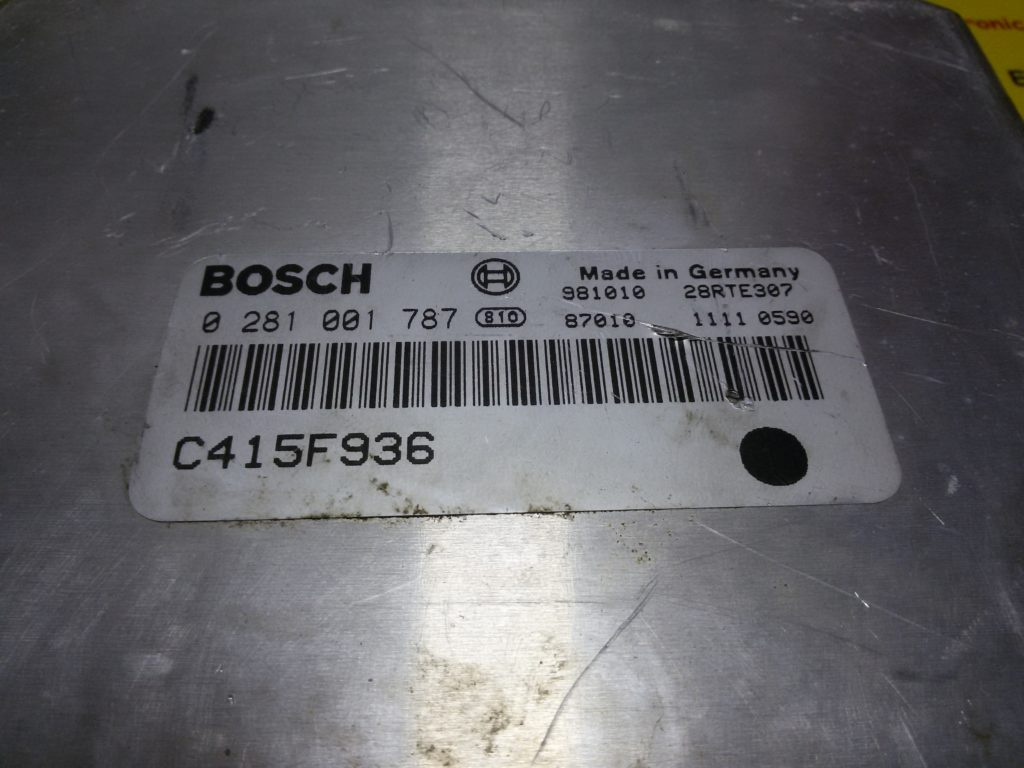 BOSCH
Made in Germany
981010 28RTE307
0 281 001 787 810 87010 1111 0590
C415F936